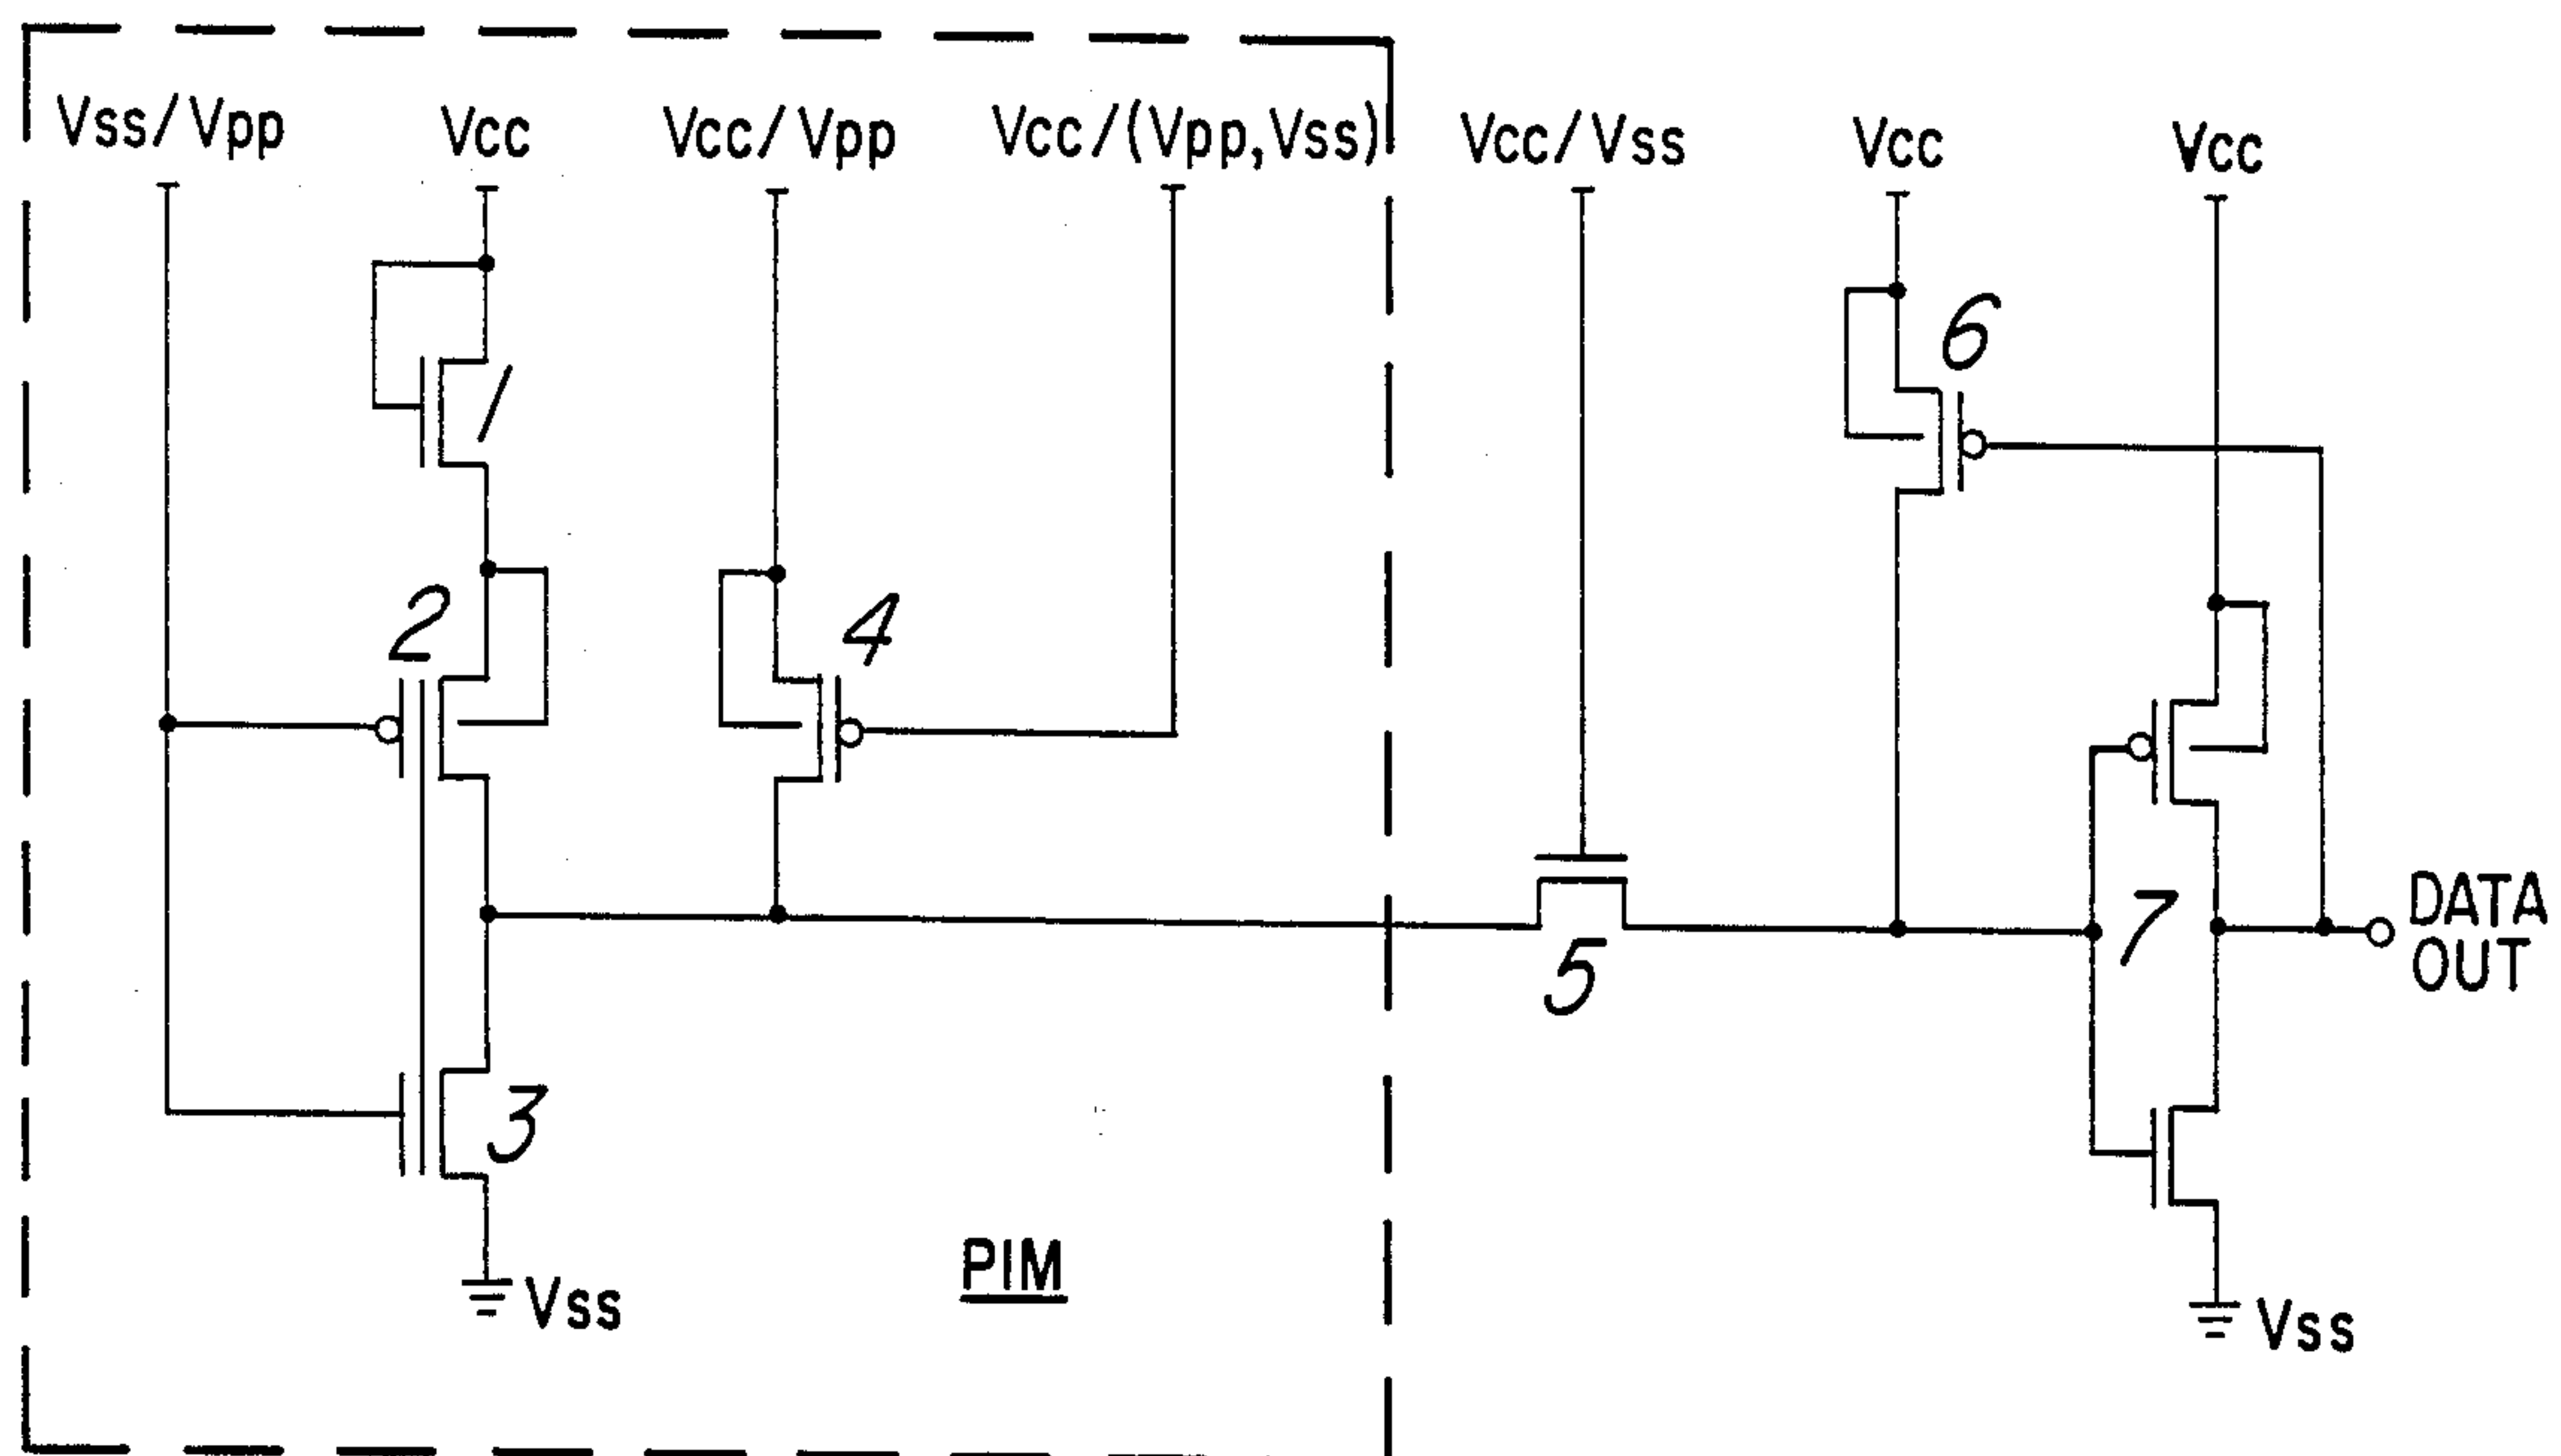 Vss/Vpp
Vcc
Vcc/Vpp
Vcc/(Vpp,Vss)
Vcc/Vss
Vcc
Vcc
1
6
2
4
7
5
3
DATA
OUT
PIM
Vss
Vss